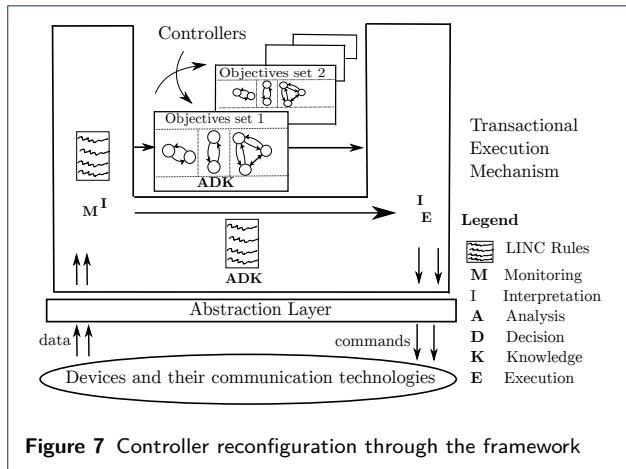 Controllers
Objectives set 2
Objectives set 1
ADK
Transactional
Execution
Mechanism
M I
I
E
ADK
Legend
LINC Rules
M Monitoring
I Interpretation
A Analysis
D Decision
K Knowledge
E Execution
Abstraction Layer
data
commands
Devices and their communication technologies
Figure 7 Controller reconfiguration through the framework